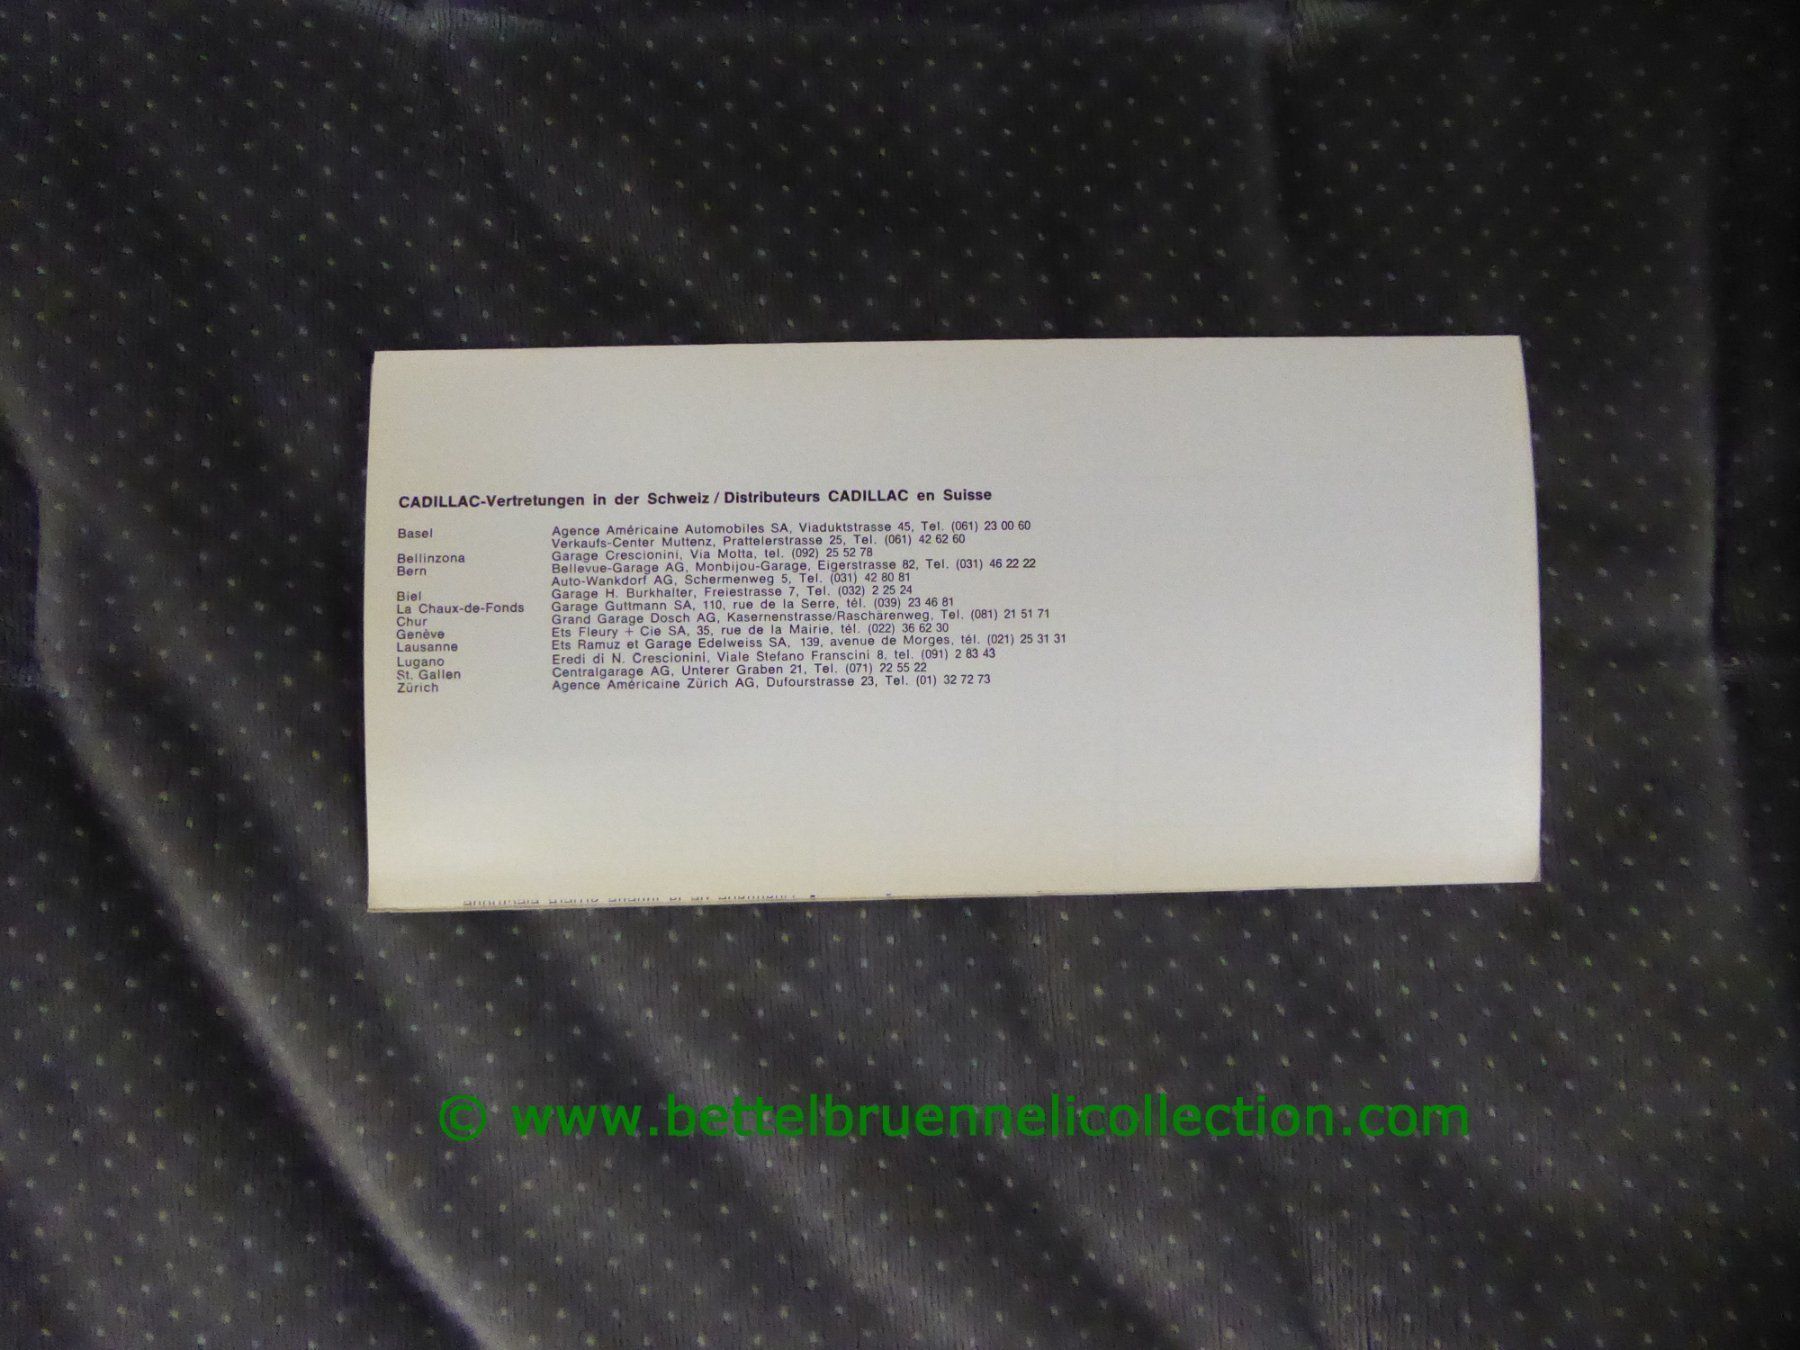 CADILLAC-Vertretungen in der Schweiz / Distributeurs CADILLAC en Suisse
Basel Agence Américaine Automobiles SA, Viaduktstrasse 45, Tel. (061) 23 00 60
Verkaufs-Center Muttenz, Prattelerstrasse 25, Tel. (061) 42 62 60
Bellinzona Garage Crescionini, Via Motta, tel. (092) 25 52 78
Bern Bellevue-Garage AG, Monbijou-Garage, Eigerstrasse 82, Tel. (031) 46 22 22
Auto-Wankdorf AG, Schermenweg 5, Tel. (031) 42 80 81
Biel Garage H. Burkhalter, Freiestrasse 7, Tel. (032) 2 25 24
La Chaux-de-Fonds Garage Guttmann SA, 110, rue de la Serre, tél. (039) 23 46 81
Chur Grand Garage Dosch AG, Kasernenstrasse/Raschärenweg, Tel. (081) 21 51 71
Genève Ets Fleury + Cie SA, 35, rue de la Mairie, tél. (022) 36 62 30
Lausanne Ets Ramuz et Garage Edelweiss SA, 139, avenue de Morges, tél. (021) 25 31 31
Lugano Eredi di N. Crescionini, Viale Stefano Franscini 8, tel. (091) 2 83 43
St. Gallen Centralgarage AG, Unterer Graben 21, Tel. (071) 22 55 22
Zürich Agence Américaine Zürich AG, Dufourstrasse 23, Tel. (01) 32 72 73
© www.bettelbruennelicollection.com